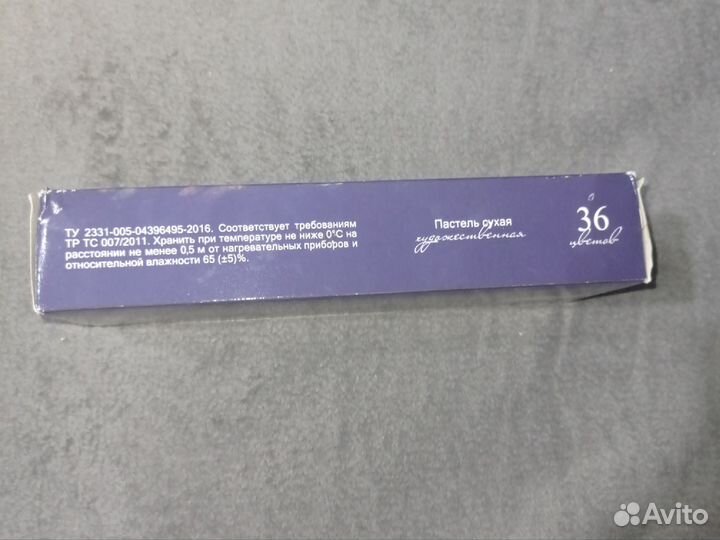 ТУ 2331-005-04396495-2016. Соответствует требованиям
ТР ТС 007/2011. Хранить при температуре не ниже 0°С на
расстоянии не менее 0,5 м от нагревательных приборов и
относительной влажности 65 (±5)%.
Пастель сухая
художественная
36
цветов
Avito